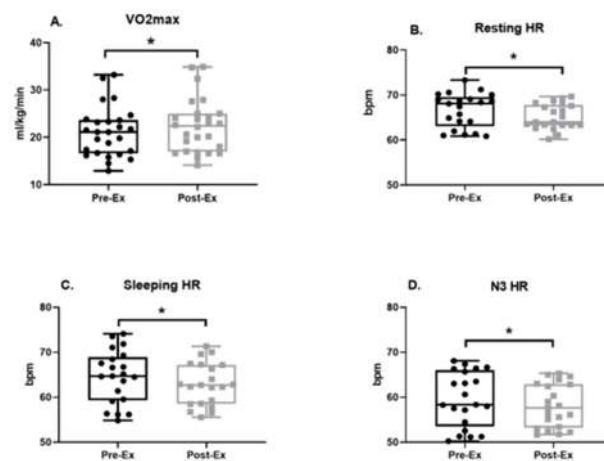 A.
VO2max
*
ml/kg/min
40
30
20
10
Pre-Ex
Post-Ex
B.
Resting HR
*
bpm
80
70
60
50
Pre-Ex
Post-Ex
C.
Sleeping HR
*
bpm
80
70
60
50
Pre-Ex
Post-Ex
D.
N3 HR
*
bpm
80
70
60
50
Pre-Ex
Post-Ex